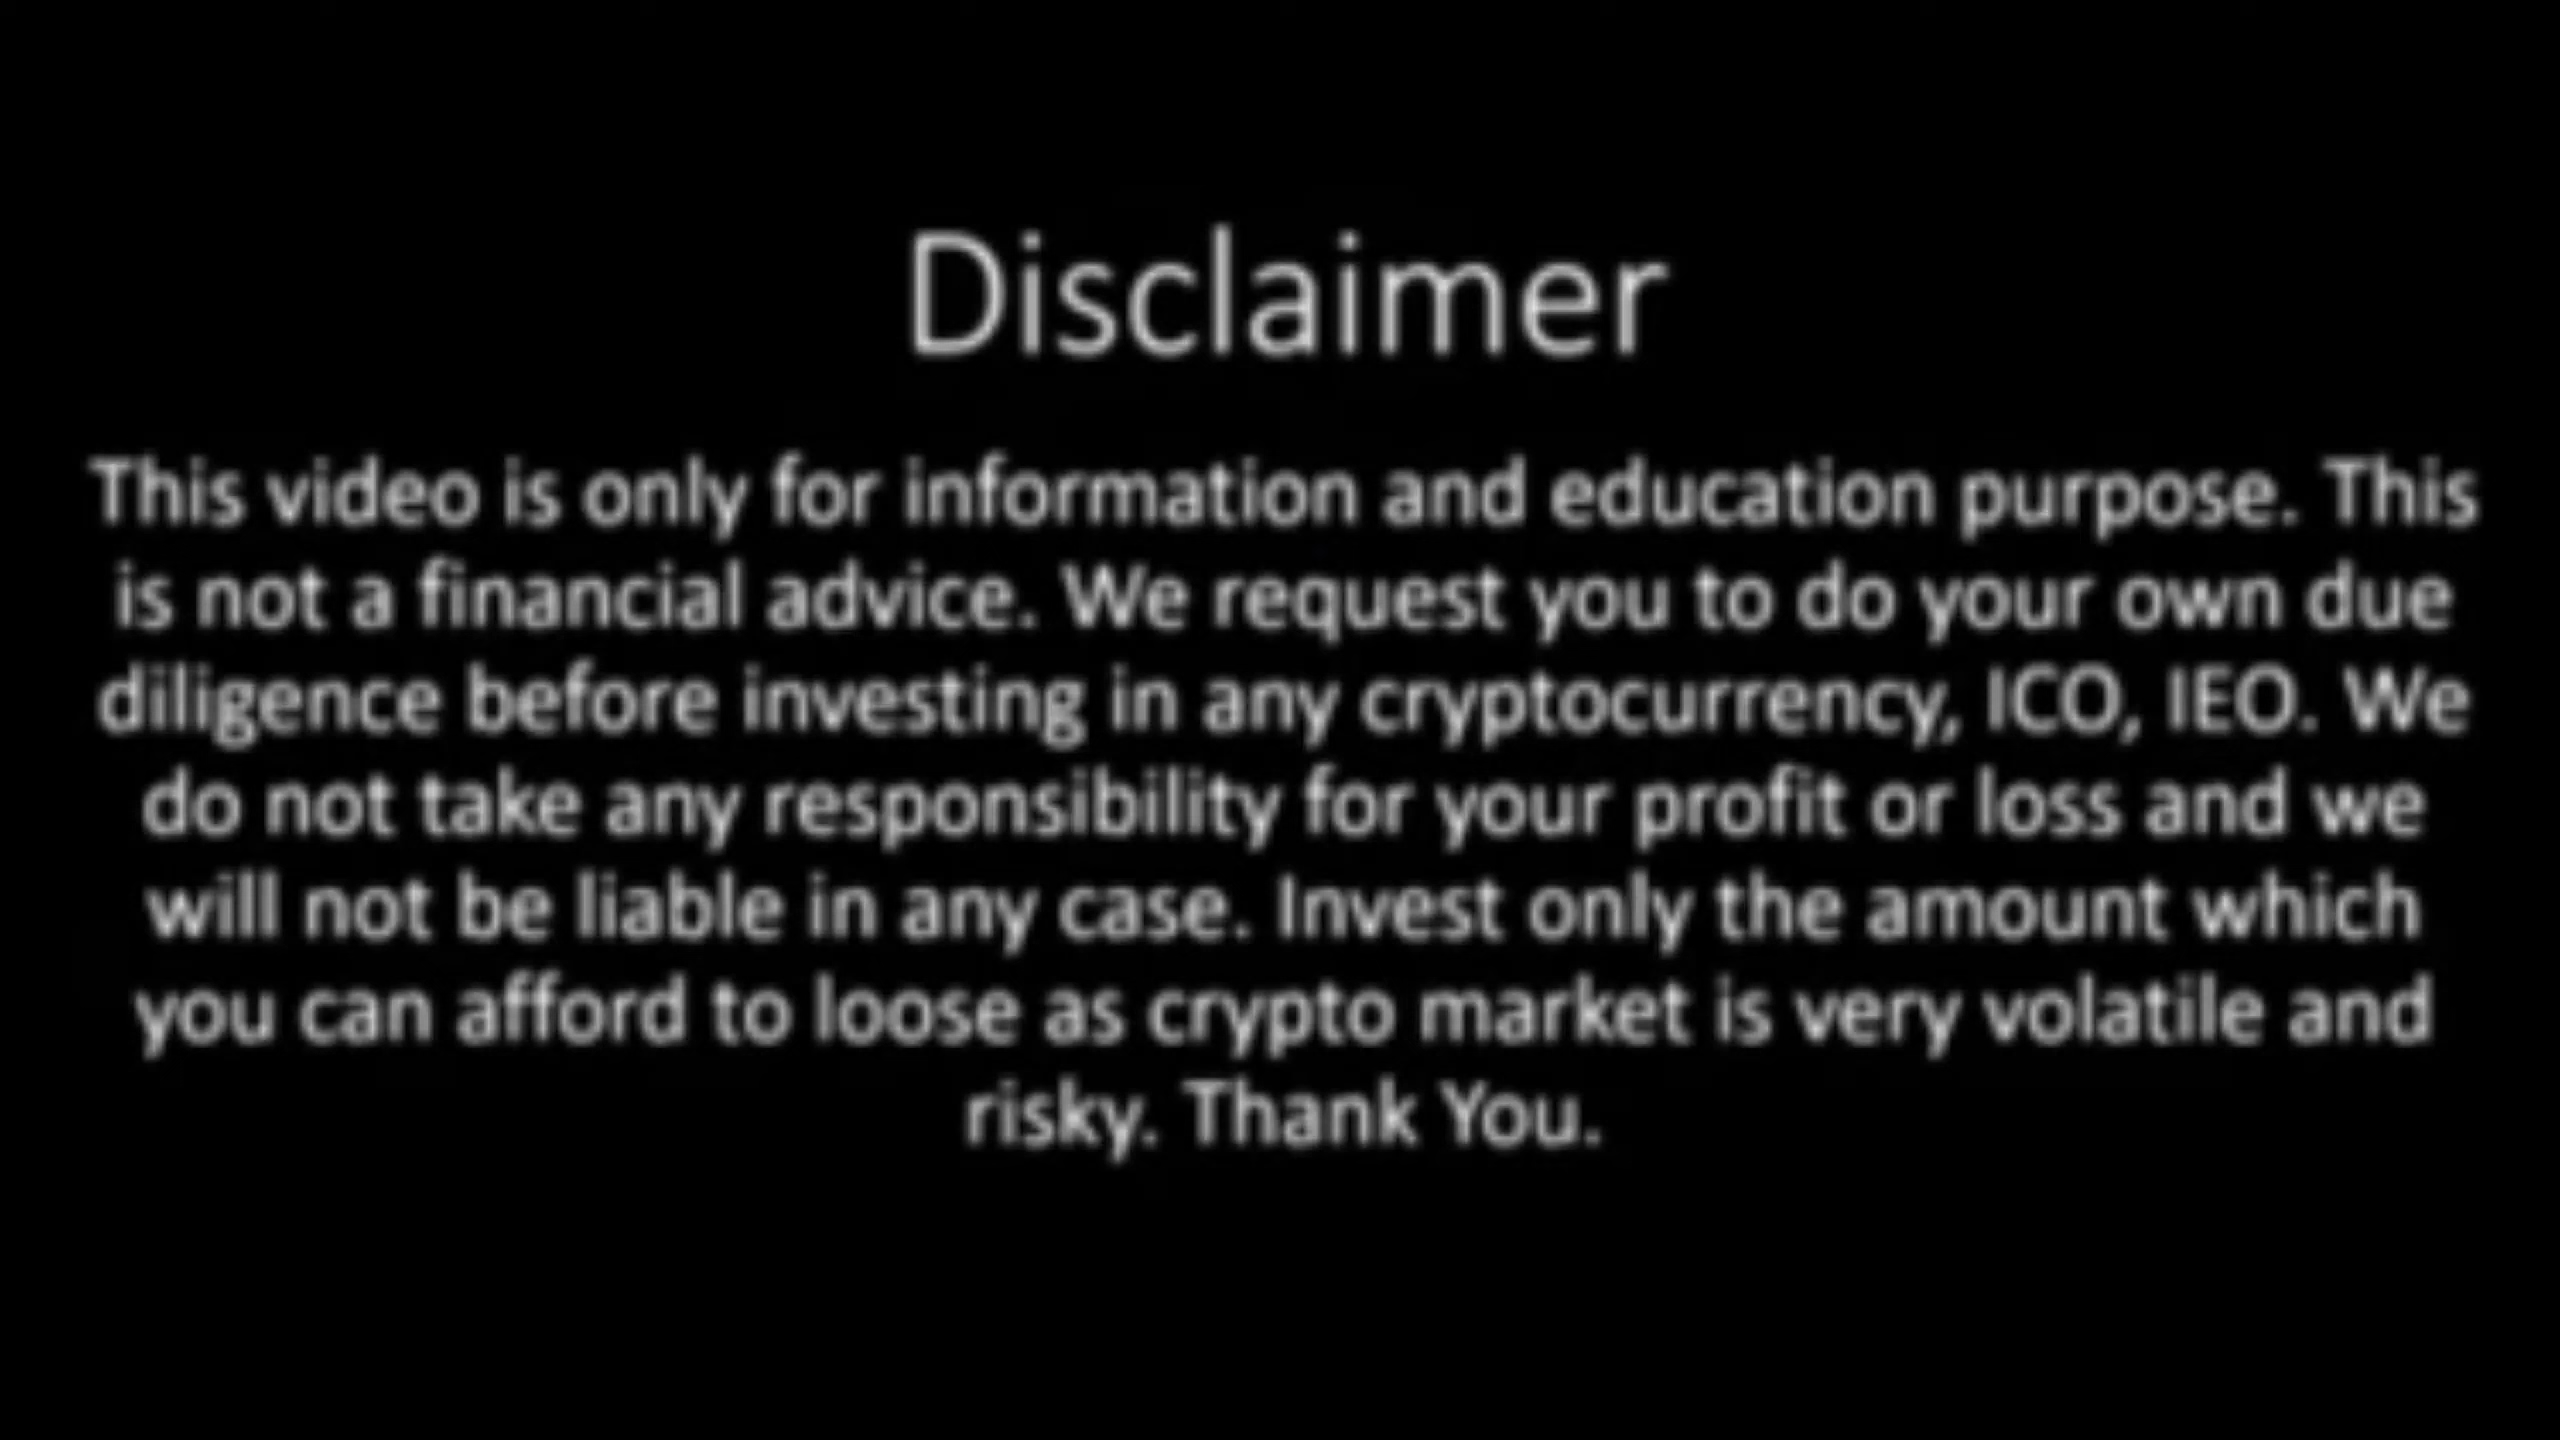 Disclaimer
This video is only for information and education purpose. This
is not a financial advice. We request you to do your own due
diligence before investing in any cryptocurrency, ICO, IEO. We
do not take any responsibility for your profit or loss and we
will not be liable in any case. Invest only the amount which
you can afford to loose as crypto market is very volatile and
risky. Thank You.